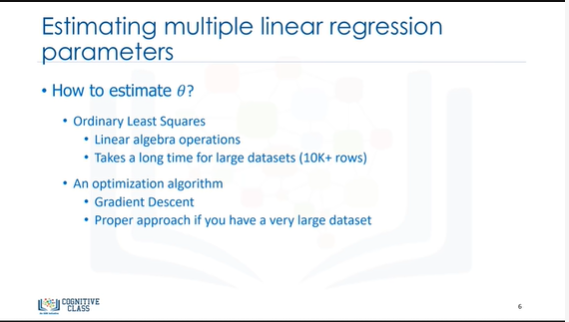 Estimating multiple linear regression
parameters
• How to estimate θ?
• Ordinary Least Squares
• Linear algebra operations
• Takes a long time for large datasets (10K+ rows)
• An optimization algorithm
• Gradient Descent
• Proper approach if you have a very large dataset
COGNITIVE
CLASS
6